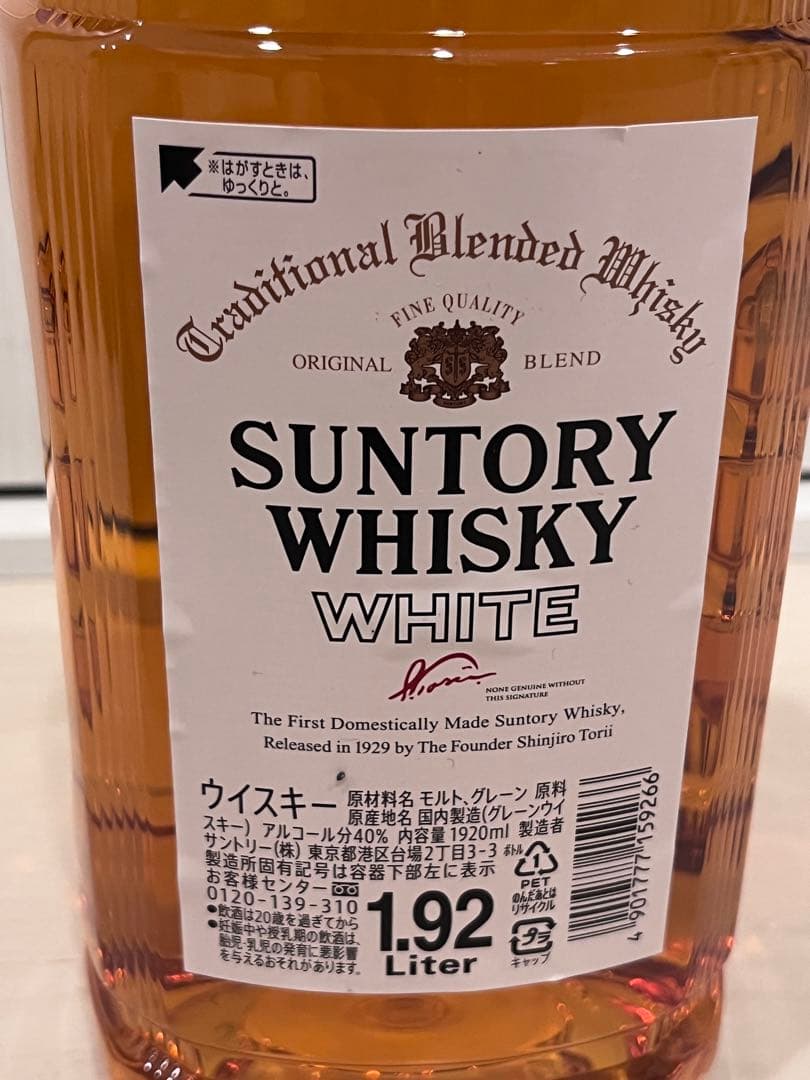 ※はがすときは、
ゆっくりと。
Traditional Blended Whisky
FINE QUALITY
ORIGINAL BLEND
SUNTORY
WHISKY
WHITE
NONE GENUINE WITHOUT
THIS SIGNATURE
The First Domestically Made Suntory Whisky,
Released in 1929 by The Founder Shinjiro Torii
ウイスキー 原材料名 モルト、グレーン 原料
原産地名 国内製造(グレーンウイ
スキー) アルコール分40% 内容量 1920ml 製造者
サントリー(株) 東京都港区台場2丁目3-3
製造所固有記号は容器下部左に表示
お客様センター
0120-139-310
●飲酒は20歳を過ぎてから
●妊娠中や授乳期の飲酒は、
胎児・乳児の発育に悪影響
を与えるおそれがあります。
1.92
Liter
ボトル
1
PET
のんだあとは
リサイクル
プラ
キャップ
4 901777 159266